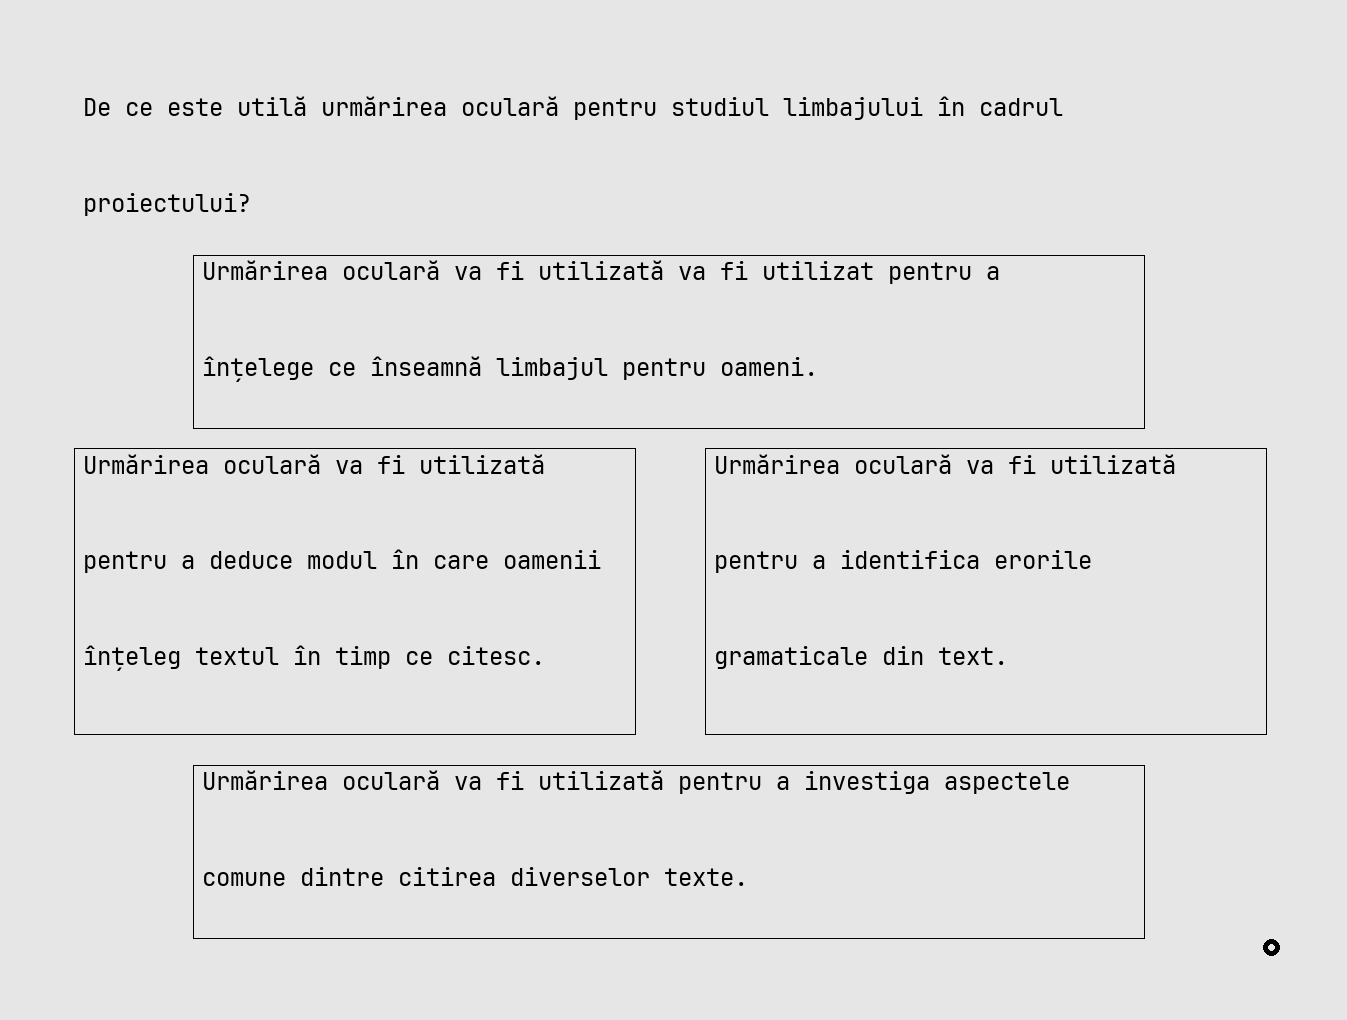 De ce este utilă urmărirea oculară pentru studiul limbajului în cadrul
proiectului?
Urmărirea oculară va fi utilizată va fi utilizat pentru a
înțelege ce înseamnă limbajul pentru oameni.
Urmărirea oculară va fi utilizată
pentru a deduce modul în care oamenii
înțeleg textul în timp ce citesc.
Urmărirea oculară va fi utilizată
pentru a identifica erorile
gramaticale din text.
Urmărirea oculară va fi utilizată pentru a investiga aspectele
comune dintre citirea diverselor texte.